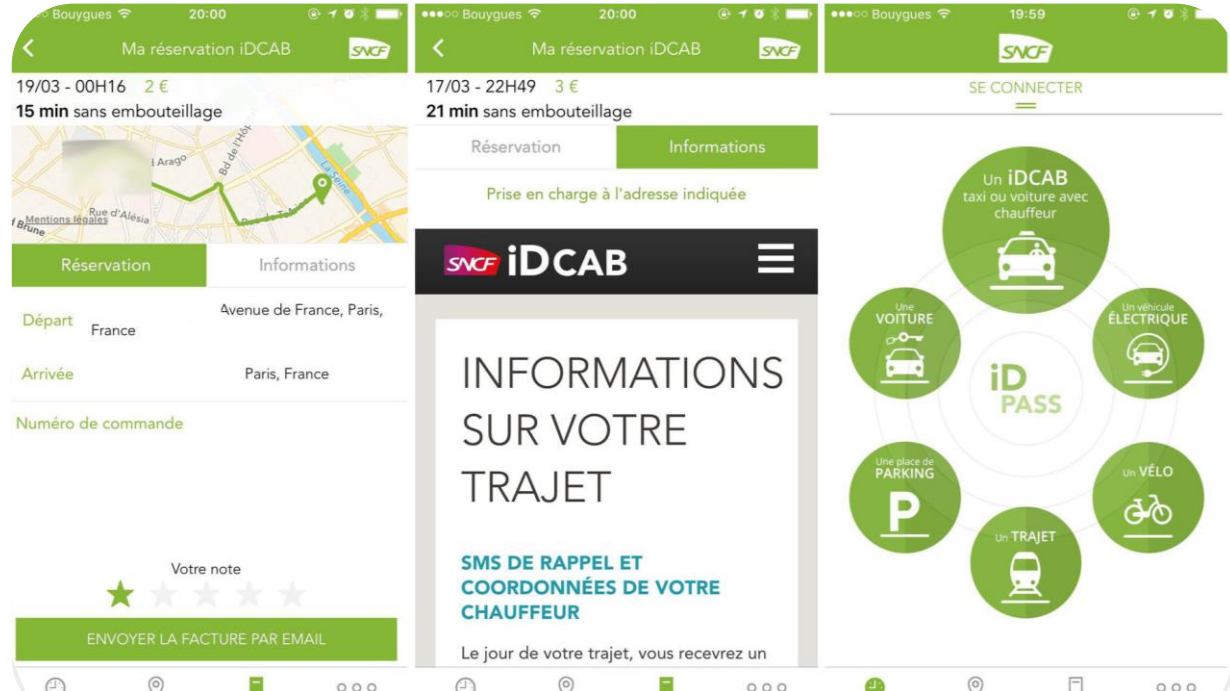 Bouygues 20:00
Ma réservation iDCAB SNCF
19/03 - 00H16 2 €
15 min sans embouteillage
Arago
Bd de l'Hôp
La Seine
Rue d'Alésia
Mentions légales
Brune
Réservation Informations
Départ
Avenue de France, Paris,
France
Arrivée Paris, France
Numéro de commande
Votre note
ENVOYER LA FACTURE PAR EMAIL
Bouygues 20:00
Ma réservation iDCAB SNCF
17/03 - 22H49 3 €
21 min sans embouteillage
Réservation Informations
Prise en charge à l'adresse indiquée
SNCF iDCAB
INFORMATIONS
SUR VOTRE
TRAJET
SMS DE RAPPEL ET
COORDONNÉES DE VOTRE
CHAUFFEUR
Le jour de votre trajet, vous recevrez un
Bouygues 19:59
SNCF
SE CONNECTER
Un iDCAB
taxi ou voiture avec
chauffeur
Une
VOITURE
Un véhicule
ÉLECTRIQUE
iD
PASS
Une place de
PARKING
P
Un VÉLO
Un TRAJET